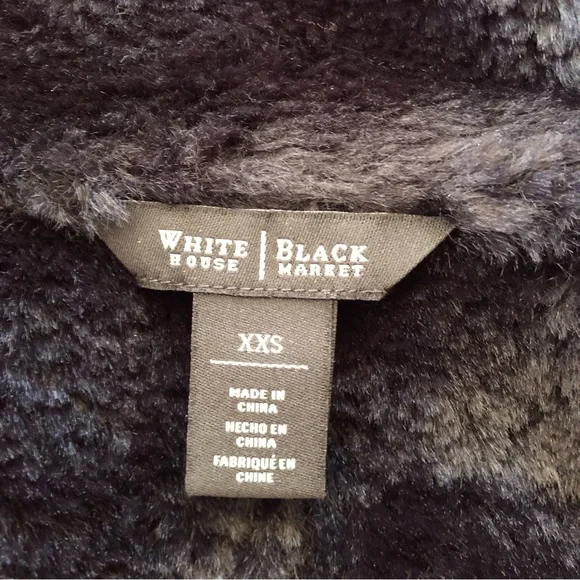 WHITE | BLACK
HOUSE | MARKET
XXS
MADE IN
CHINA
HECHO EN
CHINA
FABRIQUÉ EN
CHINE